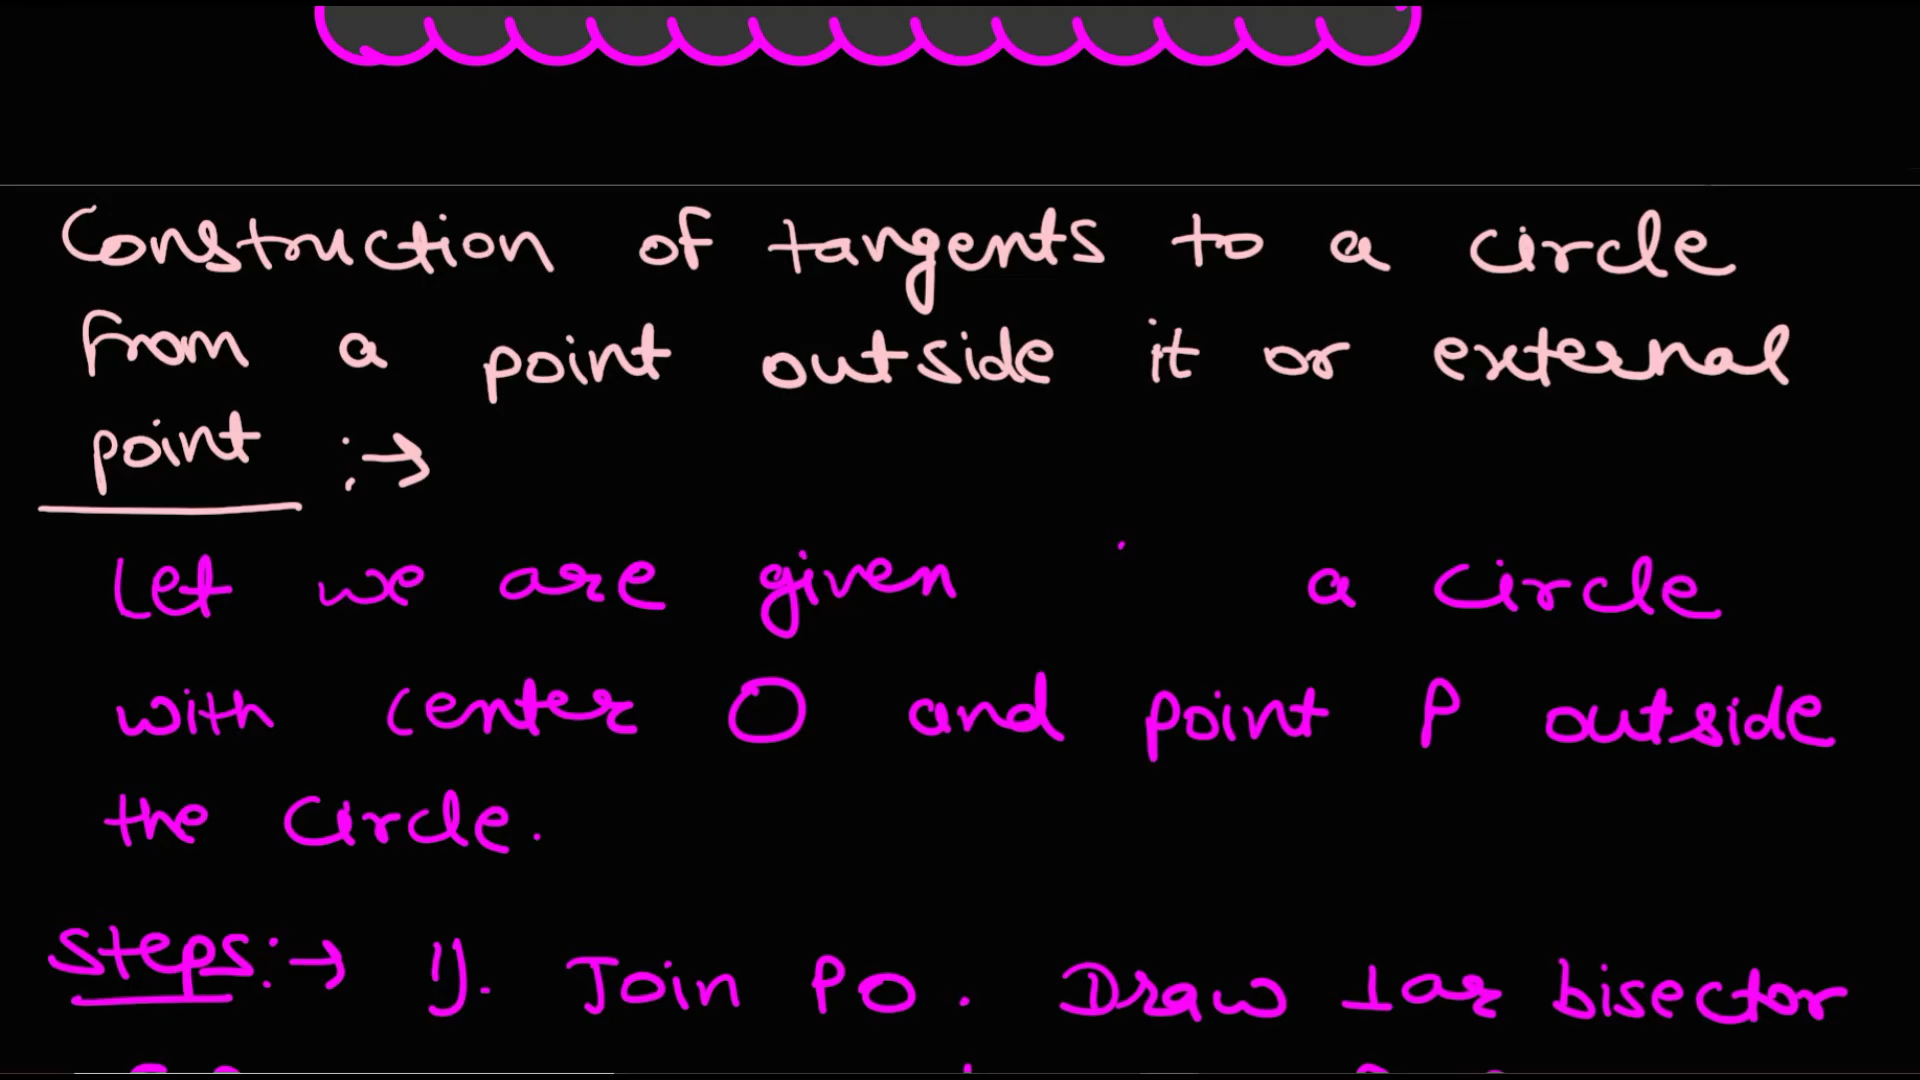 Construction of tangents to a circle
from a point outside it or external
point :→
Let we are given a circle
with center O and point P outside
the circle.
Steps:→ 1). Join PO. Draw ⊥ar bisector